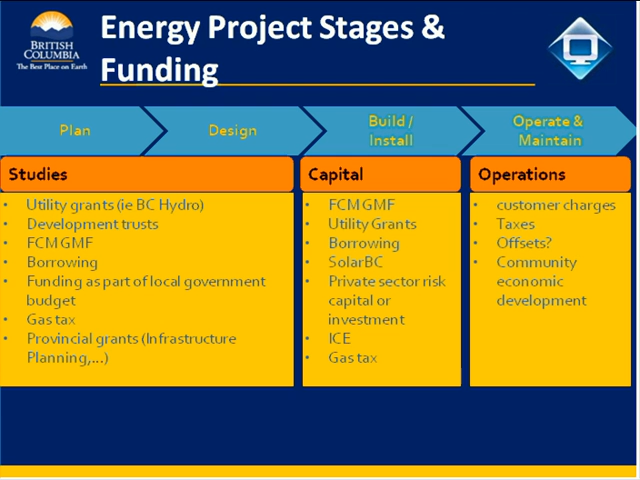 BRITISH
COLUMBIA
The Best Place on Earth
Energy Project Stages &
Funding
Plan
Design
Build /
Install
Operate &
Maintain
Studies
• Utility grants (ie BC Hydro)
• Development trusts
• FCM GMF
• Borrowing
• Funding as part of local government
budget
• Gas tax
• Provincial grants (Infrastructure
Planning,...)
Capital
• FCM GMF
• Utility Grants
• Borrowing
• SolarBC
• Private sector risk
capital or
investment
• ICE
• Gas tax
Operations
• customer charges
• Taxes
• Offsets?
• Community
economic
development